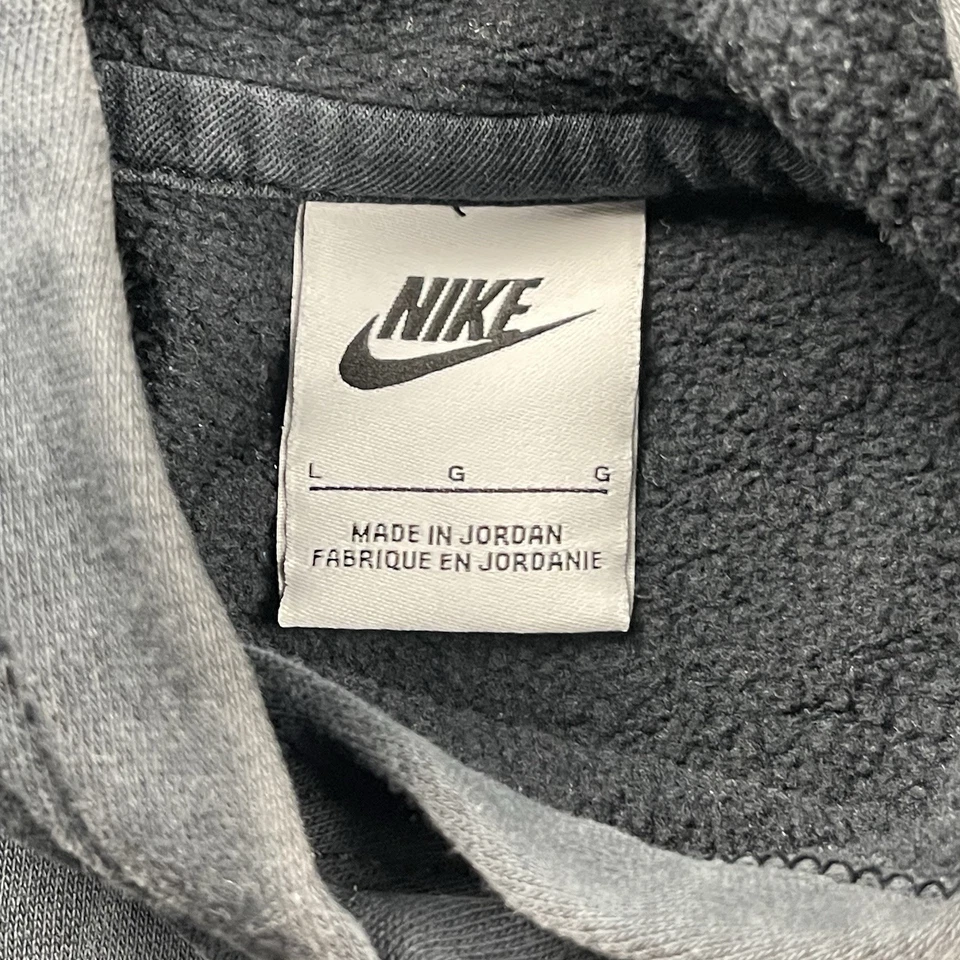 NIKE
L G G
MADE IN JORDAN
FABRIQUE EN JORDANIE